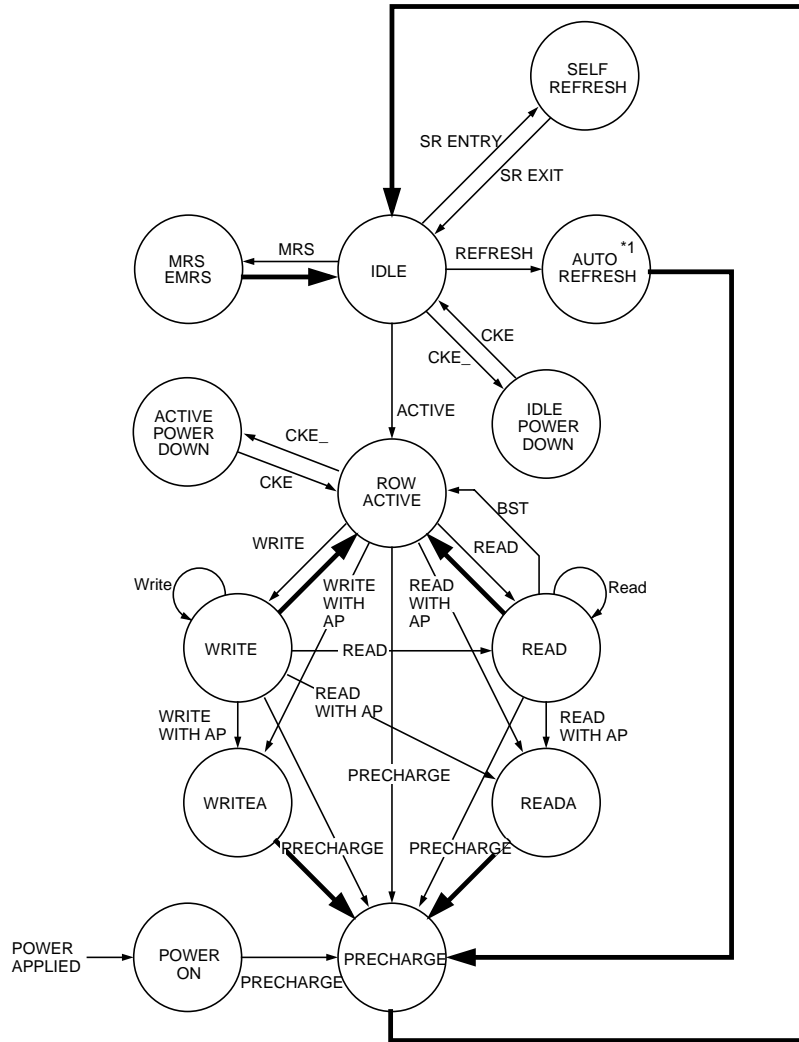 SELF
REFRESH
SR ENTRY
SR EXIT
MRS
EMRS
MRS
IDLE
REFRESH
*1
AUTO
REFRESH
CKE
CKE_
ACTIVE
POWER
DOWN
CKE_
CKE
ACTIVE
IDLE
POWER
DOWN
ROW
ACTIVE
BST
WRITE
READ
Write
WRITE
WITH
AP
READ
WITH
AP
Read
WRITE
READ
READ
READ
WITH AP
WRITE
WITH AP
READ
WITH AP
PRECHARGE
WRITEA
READA
PRECHARGE
PRECHARGE
POWER
APPLIED
POWER
ON
PRECHARGE
PRECHARGE